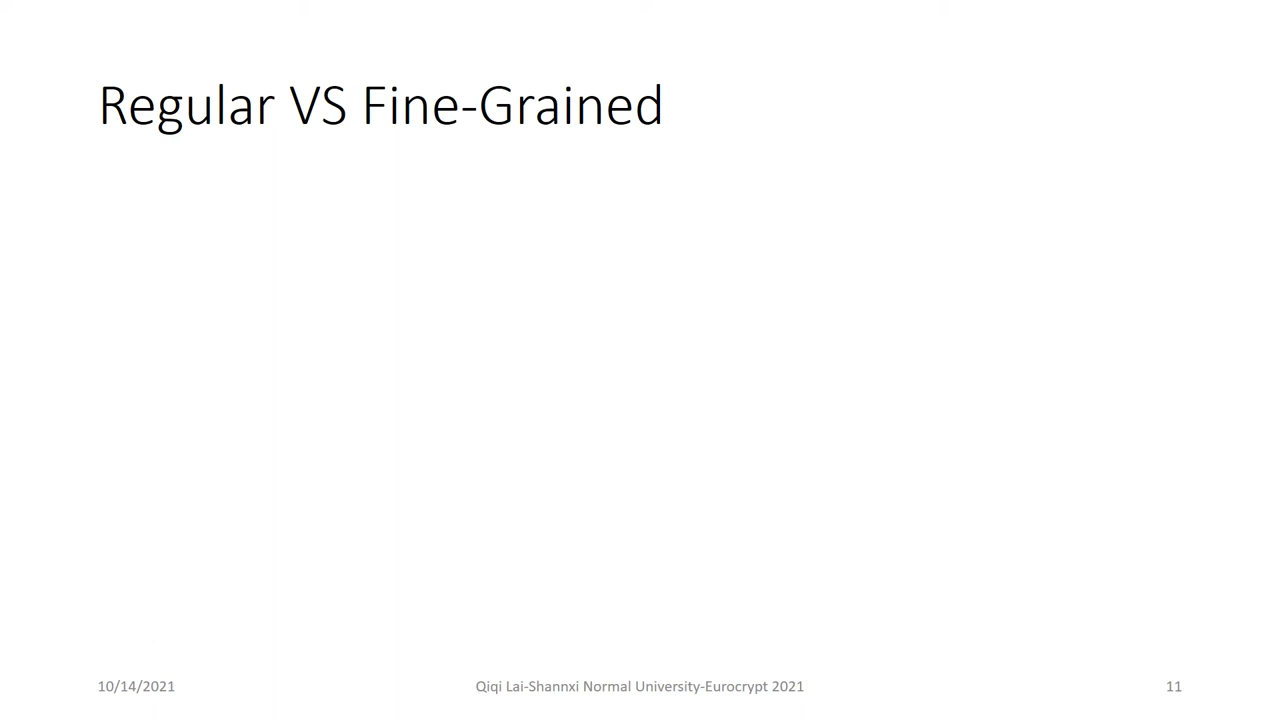 Regular VS Fine-Grained
10/14/2021
Qiqi Lai-Shannxi Normal University-Eurocrypt 2021
11